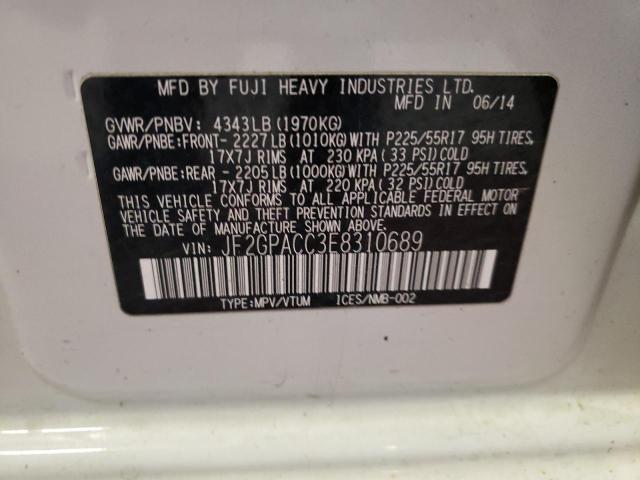 MFD BY FUJI HEAVY INDUSTRIES LTD.
MFD IN 06/14
GVWR/PNBV: 4343LB (1970KG)
GAWR/PNBE:FRONT- 2227LB (1010KG)WITH P225/55R17 95H TIRES,
17X7J RIMS AT 230 KPA (33 PSI)COLD
GAWR/PNBE:REAR - 2205LB (1000KG)WITH P225/55R17 95H TIRES,
17X7J RIMS AT 220 KPA (32 PSI)COLD
THIS VEHICLE CONFORMS TO ALL APPLICABLE FEDERAL MOTOR
VEHICLE SAFETY AND THEFT PREVENTION STANDARDS IN EFFECT ON
THE DATE OF MANUFACTURE SHOWN ABOVE.
VIN: JF2GPACC3E8310689
TYPE:MPV/VTUM ICES/NMB-002